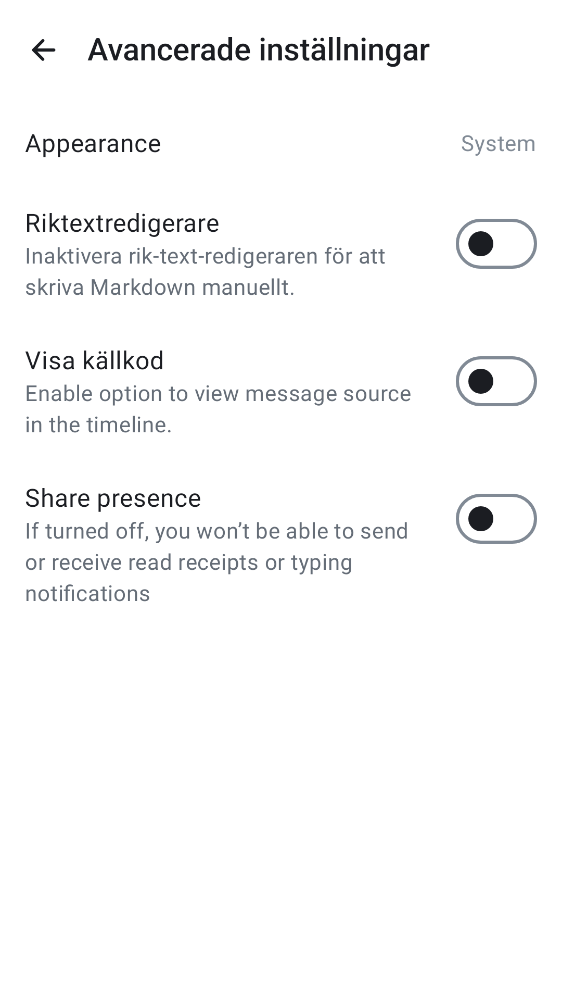 Avancerade inställningar
Appearance
System
Riktextredigerare
Inaktivera rik-text-redigeraren för att
skriva Markdown manuellt.
Visa källkod
Enable option to view message source
in the timeline.
Share presence
If turned off, you won’t be able to send
or receive read receipts or typing
notifications